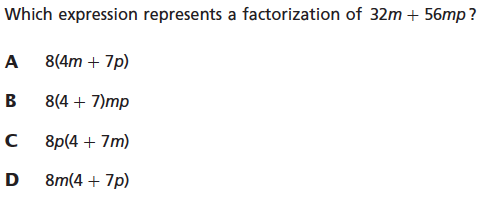 Which expression represents a factorization of 32m + 56mp?
A 8(4m + 7p)
B 8(4 + 7)mp
C 8p(4 + 7m)
D 8m(4 + 7p)